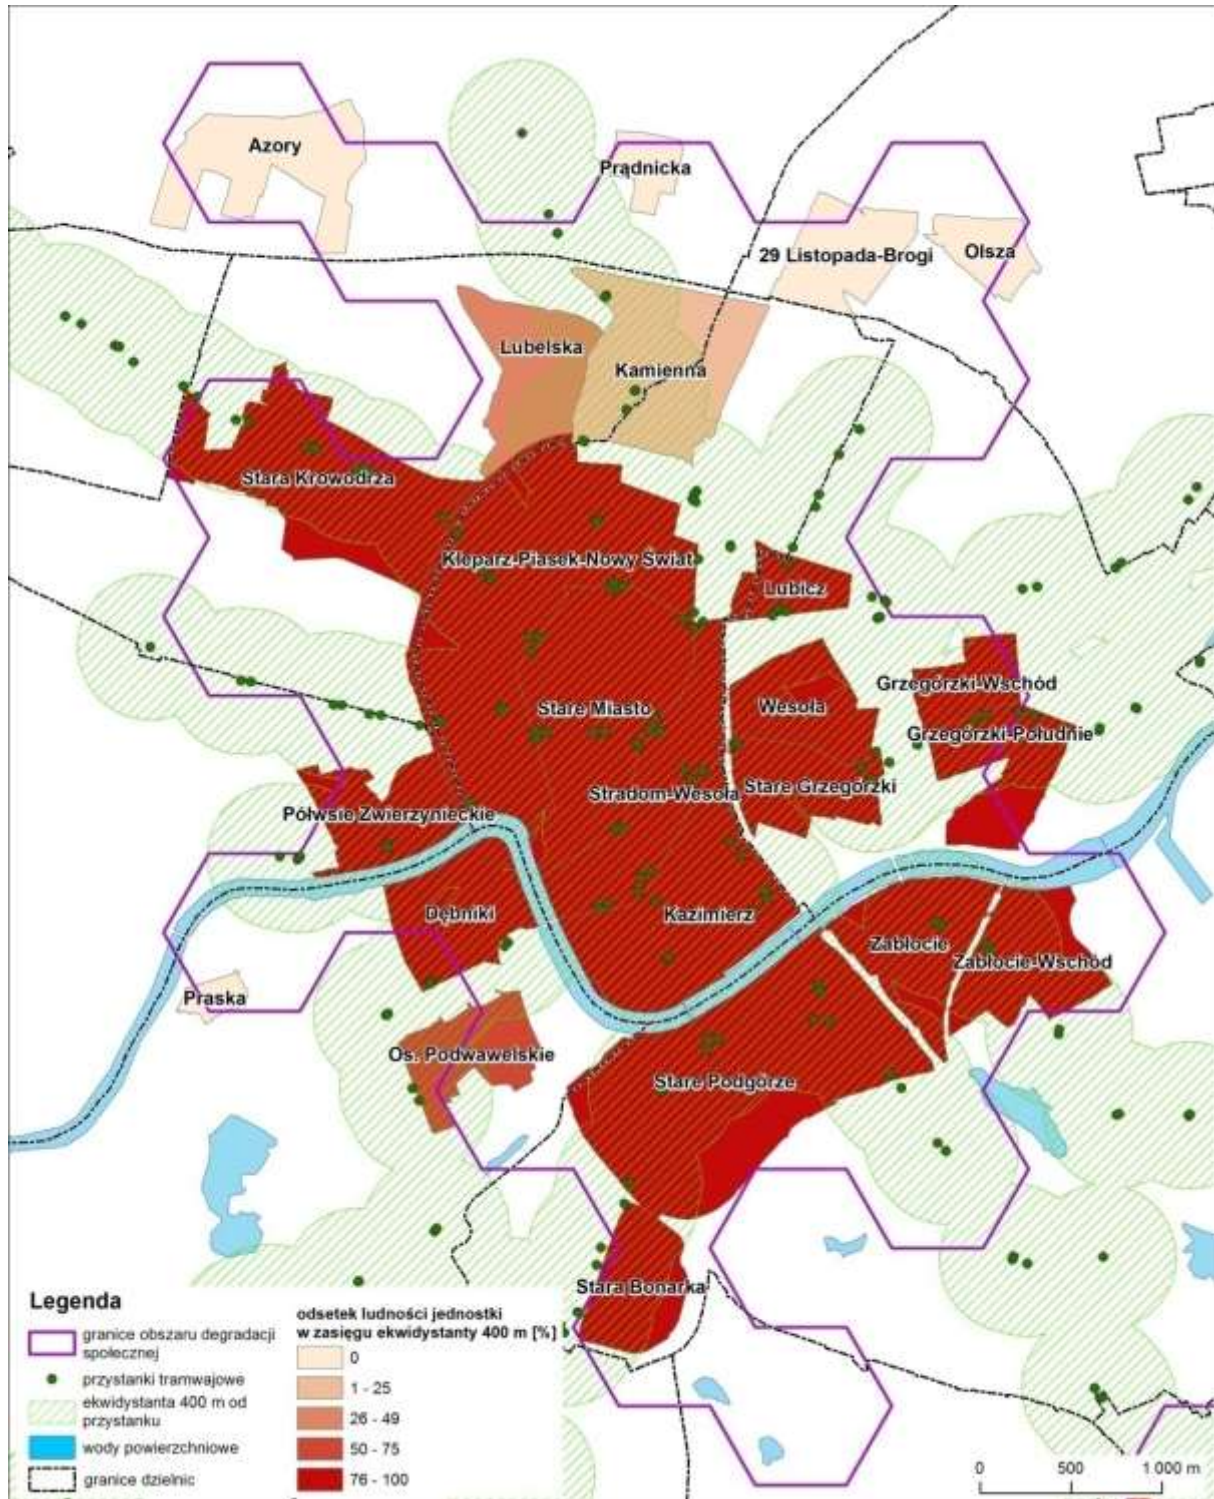 Azory
Prądnicka
29 Listopada-Brogi
Olsza
Lubelska
Kamienna
Stara Krowodrza
Kleparz-Piasek-Nowy Świat
Lubicz
Grzegórzki-Wschód
Wesoła
Stare Miasto
Grzegórzki-Południe
Stradom-Wesoła
Stare Grzegórzki
Półwsie Zwierzynieckie
Dębniki
Kazimierz
Zabłocie
Zabłocie-Wschód
Praska
Os. Podwawelskie
Stare Podgórze
Stara Bonarka
Legenda
granice obszaru degradacji
społecznej
przystanki tramwajowe
ekwidystanta 400 m od
przystanku
wody powierzchniowe
granice dzielnic
odsetek ludności jednostki
w zasięgu ekwidystanty 400 m [%]
0
1 - 25
26 - 49
50 - 75
76 - 100
0 500 1 000 m